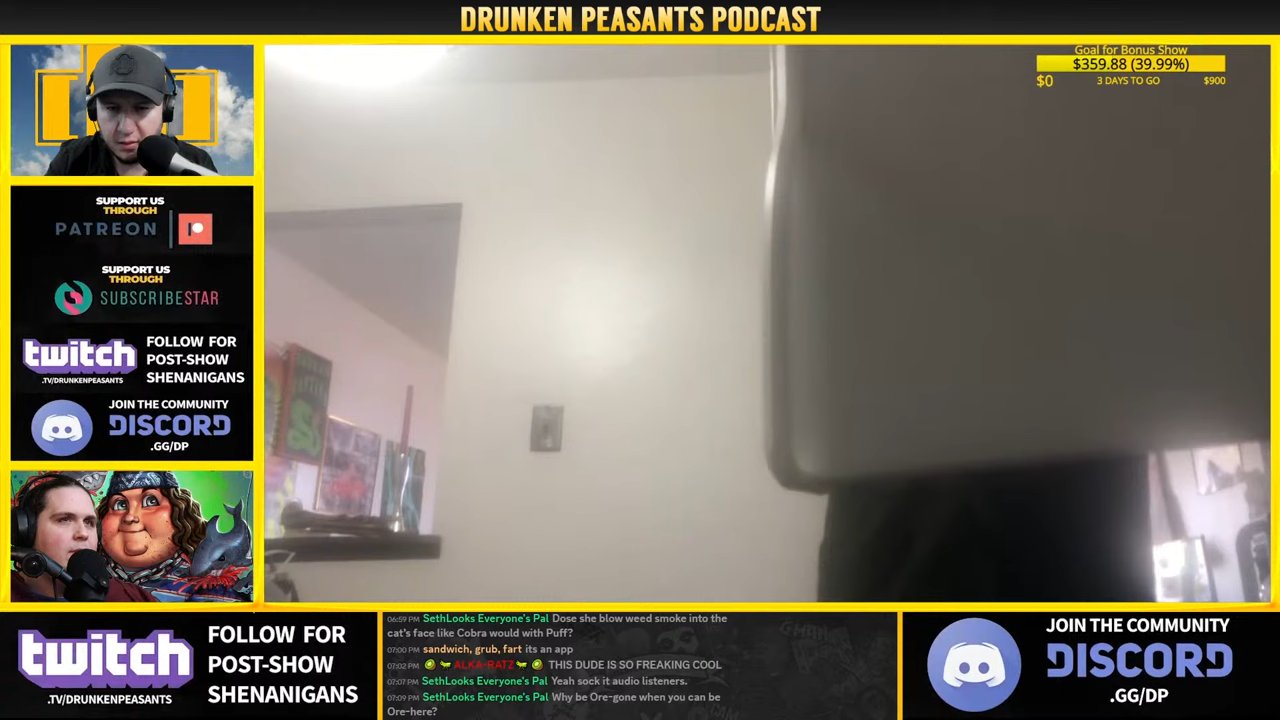 DRUNKEN PEASANTS PODCAST
Goal for Bonus Show
$359.88 (39.99%)
$0
3 DAYS TO GO
$900
SUPPORT US
THROUGH
PATREON
SUPPORT US
THROUGH
SUBSCRIBESTAR
twitch
.TV/DRUNKENPEASANTS
FOLLOW FOR
POST-SHOW
SHENANIGANS
JOIN THE COMMUNITY
DISCORD
.GG/DP
twitch
.TV/DRUNKENPEASANTS
FOLLOW FOR
POST-SHOW
SHENANIGANS
06:59 PM SethLooks Everyone's Pal Dose she blow weed smoke into the
cat's face like Cobra would with Puff?
07:00 PM sandwich, grub, fart its an app
07:02 PM ALKA-RATZ THIS DUDE IS SO FREAKING COOL
07:07 PM SethLooks Everyone's Pal Yeah sock it audio listeners.
07:09 PM SethLooks Everyone's Pal Why be Ore-gone when you can be
Ore-here?
JOIN THE COMMUNITY
DISCORD
.GG/DP